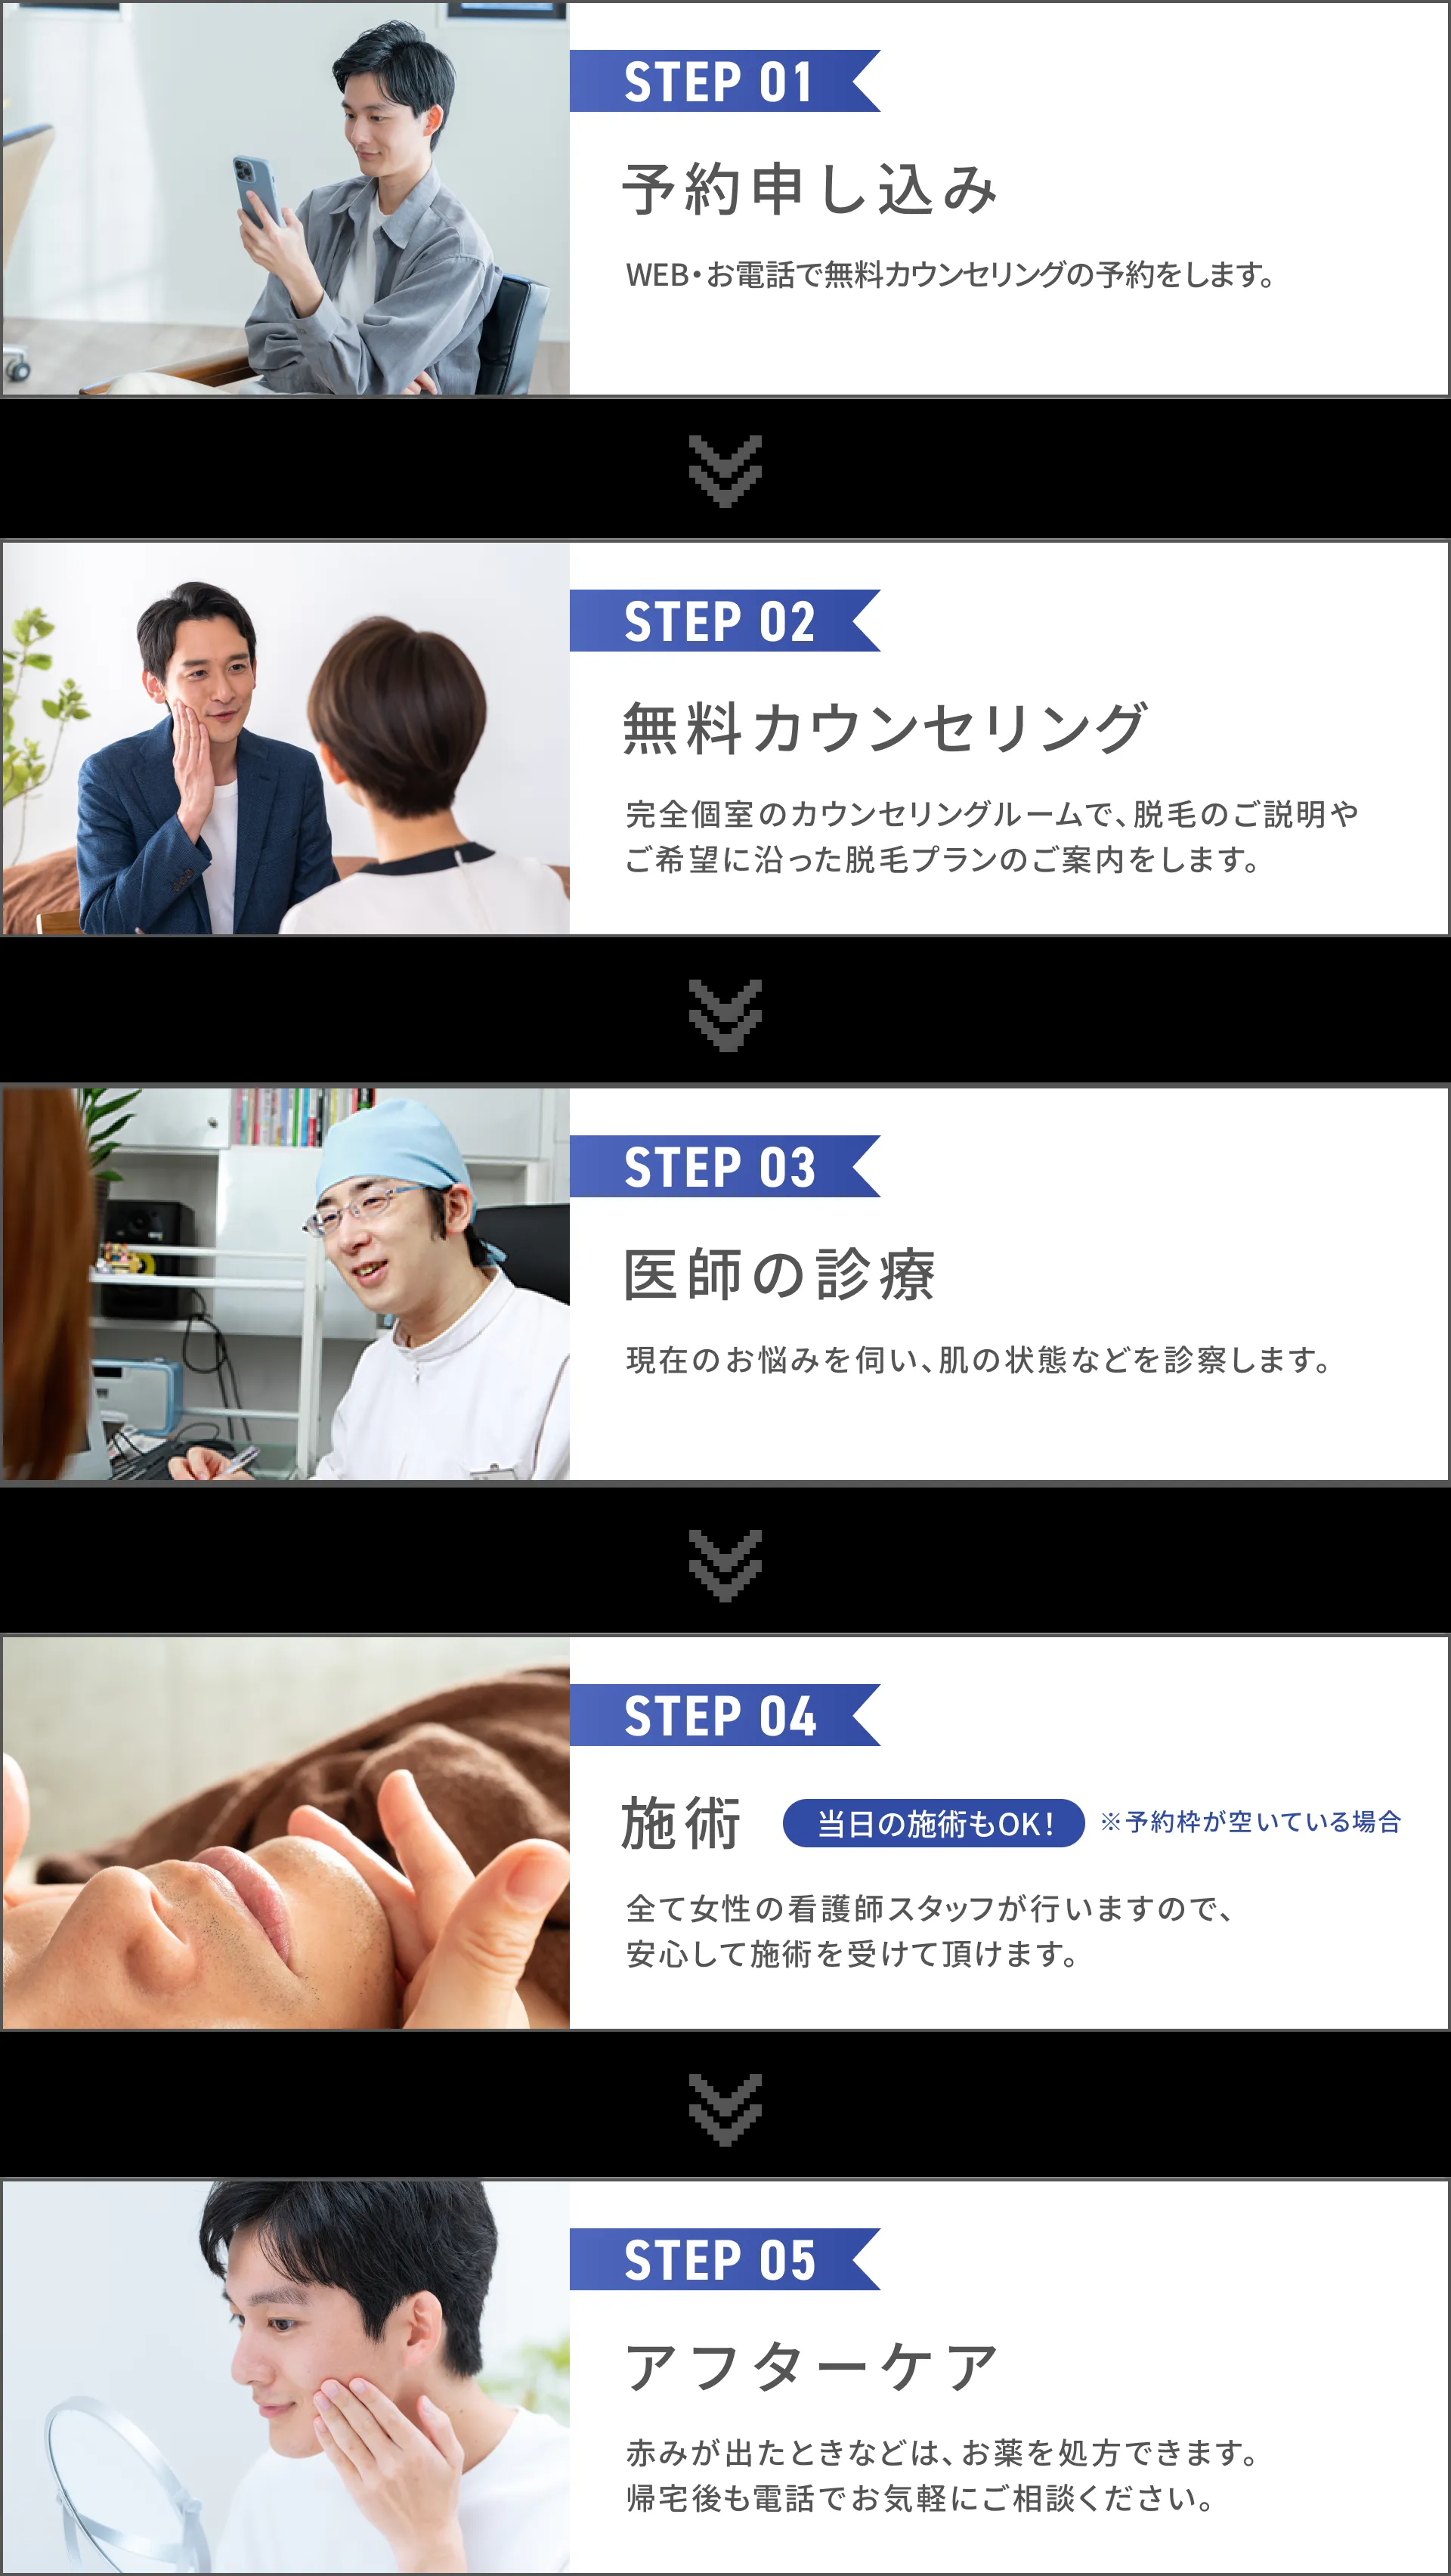 STEP 01
予約申し込み
WEB・お電話で無料カウンセリングの予約をします。
STEP 02
無料カウンセリング
完全個室のカウンセリングルームで、脱毛のご説明や
ご希望に沿った脱毛プランのご案内をします。
STEP 03
医師の診療
現在のお悩みを伺い、肌の状態などを診察します。
STEP 04
施術 当日の施術もOK! ※予約枠が空いている場合
全て女性の看護師スタッフが行いますので、
安心して施術を受けて頂けます。
STEP 05
アフターケア
赤みが出たときなどは、お薬を処方できます。
帰宅後も電話でお気軽にご相談ください。